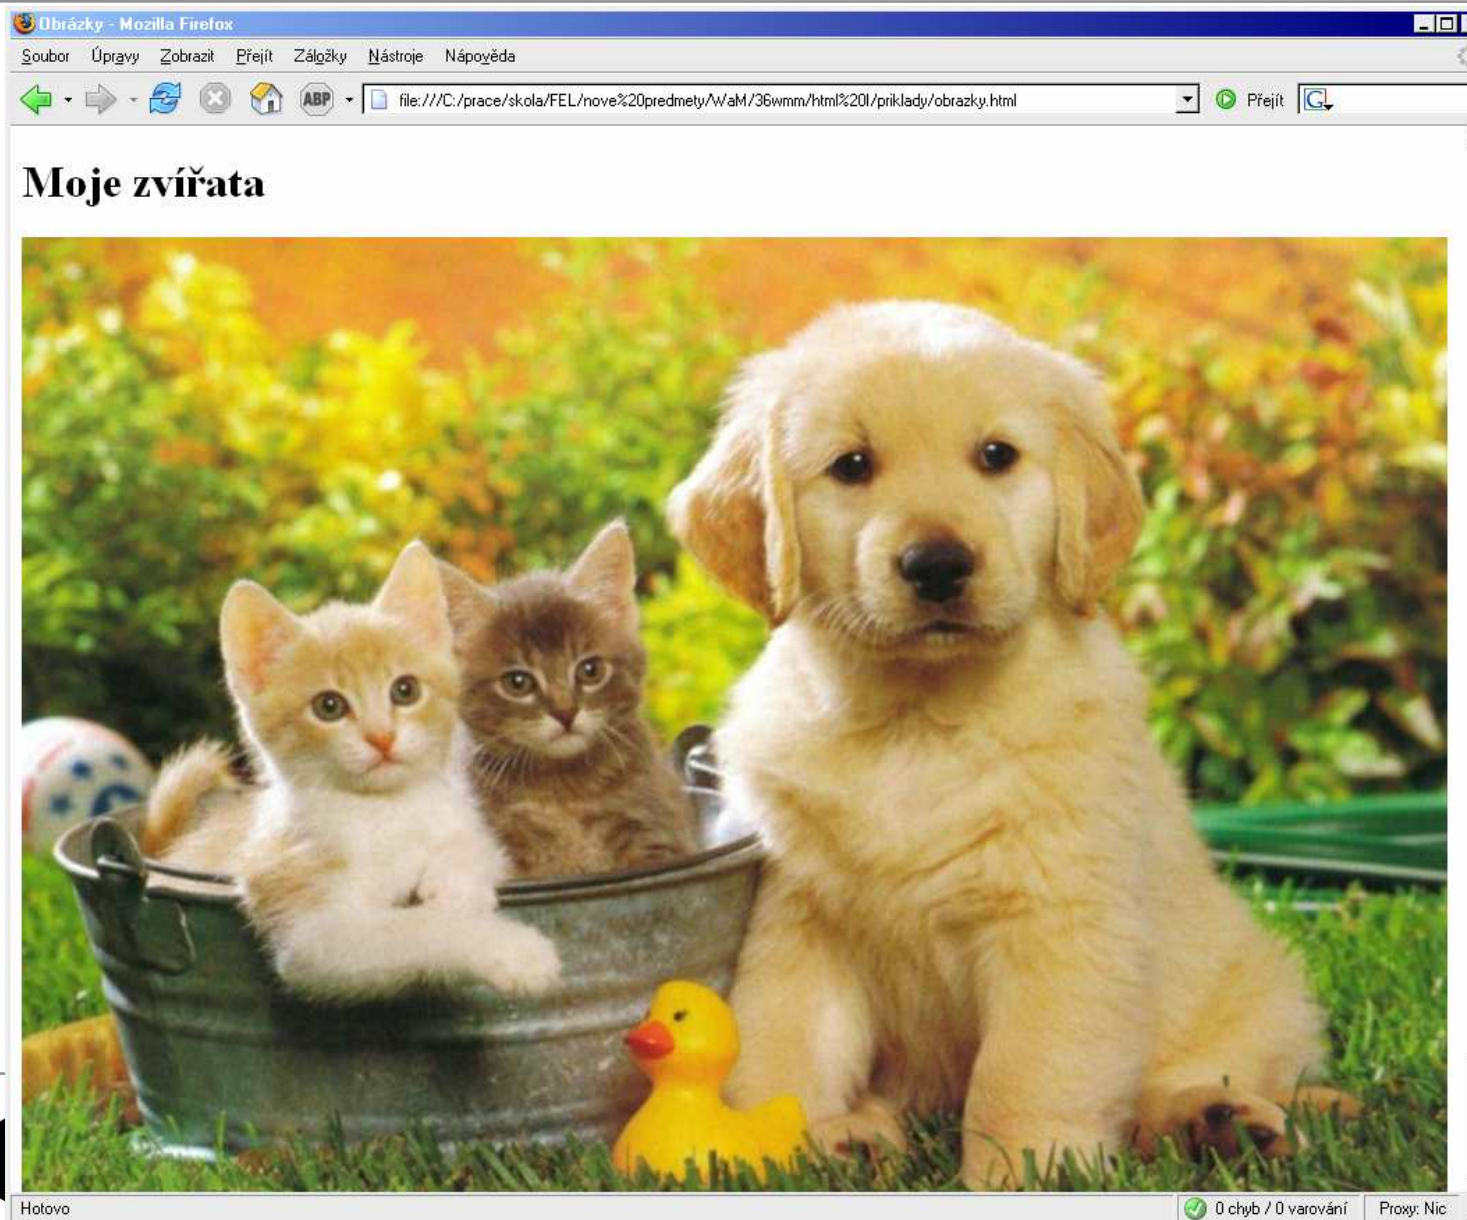 Obrázky - Mozilla Firefox
Soubor Úpravy Zobrazit Přejít Záložky Nástroje Nápověda
ABP file:///C:/prace/skola/FEL/nove%20predmety/WaM/36wmm/html%20I/priklady/obrazky.html Přejít G
Moje zvířata
Hotovo 0 chyb / 0 varování Proxy: Nic